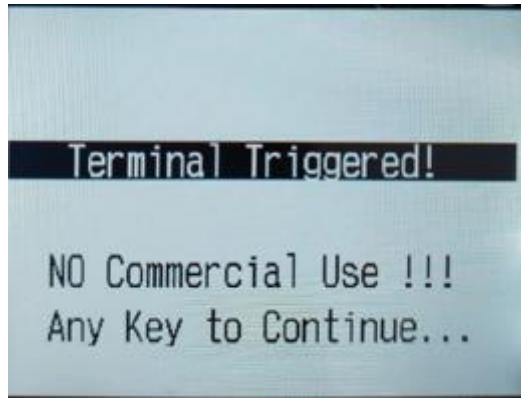 Terminal Triggered!
NO Commercial Use !!!
Any Key to Continue...